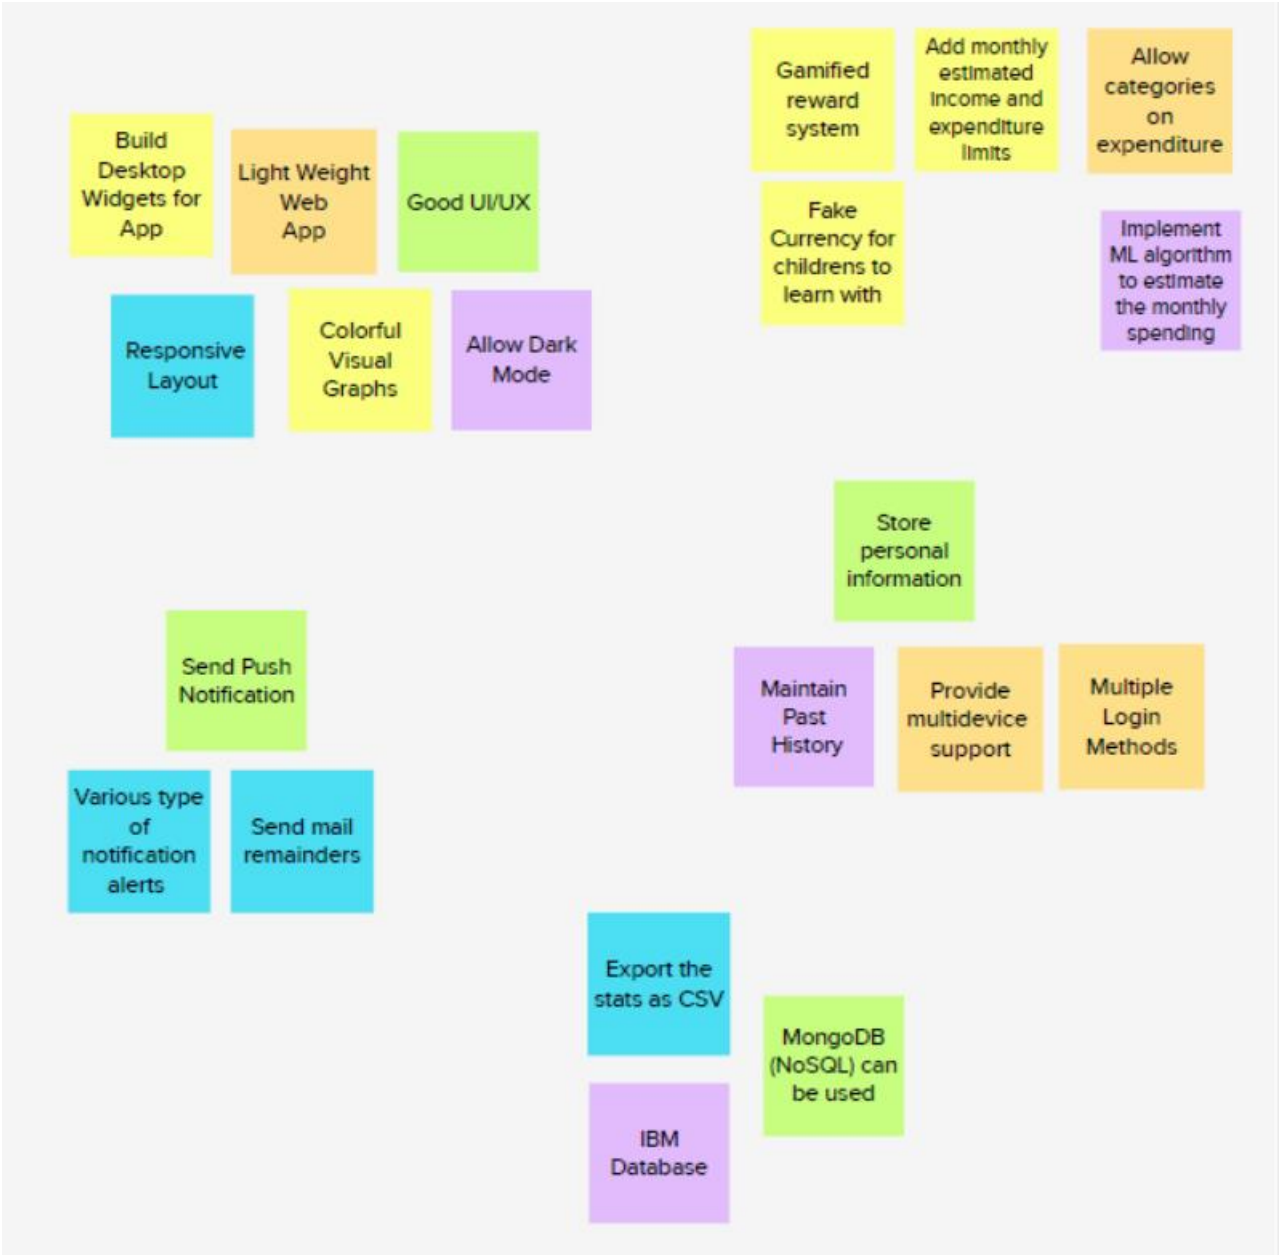 Build
Desktop
Widgets for
App
Light Weight
Web
App
Good UI/UX
Responsive
Layout
Colorful
Visual
Graphs
Allow Dark
Mode
Gamified
reward
system
Add monthly
estimated
income and
expenditure
limits
Allow
categories
on
expenditure
Fake
Currency for
childrens to
learn with
Implement
ML algorithm
to estimate
the monthly
spending
Store
personal
information
Maintain
Past
History
Provide
multidevice
support
Multiple
Login
Methods
Send Push
Notification
Various type
of
notification
alerts
Send mail
remainders
Export the
stats as CSV
MongoDB
(NoSQL) can
be used
IBM
Database